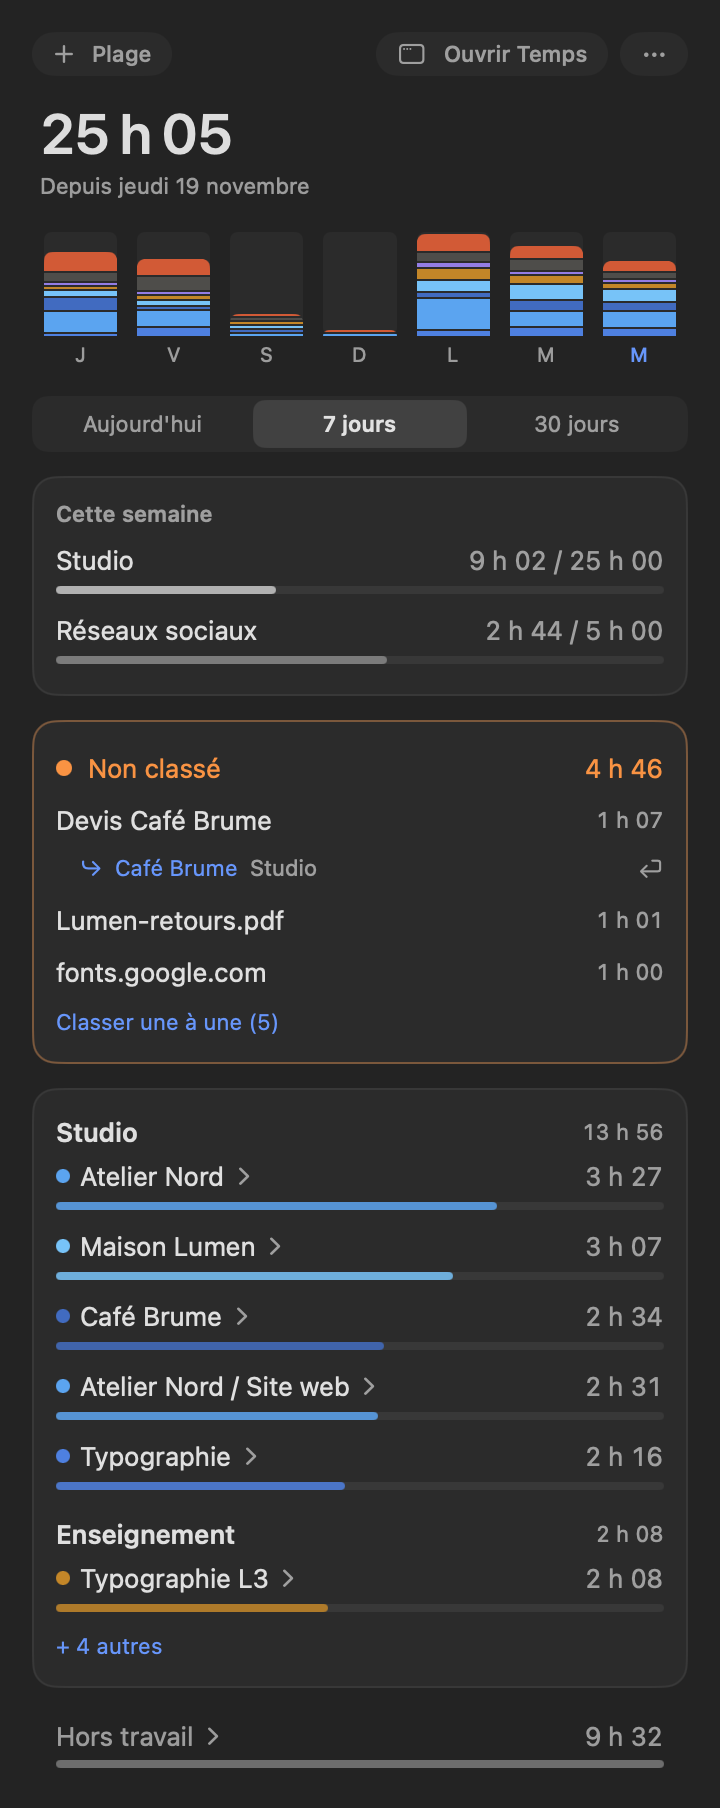 + Plage
Ouvrir Temps
...
25 h 05
Depuis jeudi 19 novembre
J V S D L M M
Aujourd'hui 7 jours 30 jours
Cette semaine
Studio 9 h 02 / 25 h 00
Réseaux sociaux 2 h 44 / 5 h 00
Non classé 4 h 46
Devis Café Brume 1 h 07
Café Brume Studio
Lumen-retours.pdf 1 h 01
fonts.google.com 1 h 00
Classer une à une (5)
Studio 13 h 56
Atelier Nord 3 h 27
Maison Lumen 3 h 07
Café Brume 2 h 34
Atelier Nord / Site web 2 h 31
Typographie 2 h 16
Enseignement 2 h 08
Typographie L3 2 h 08
+ 4 autres
Hors travail 9 h 32